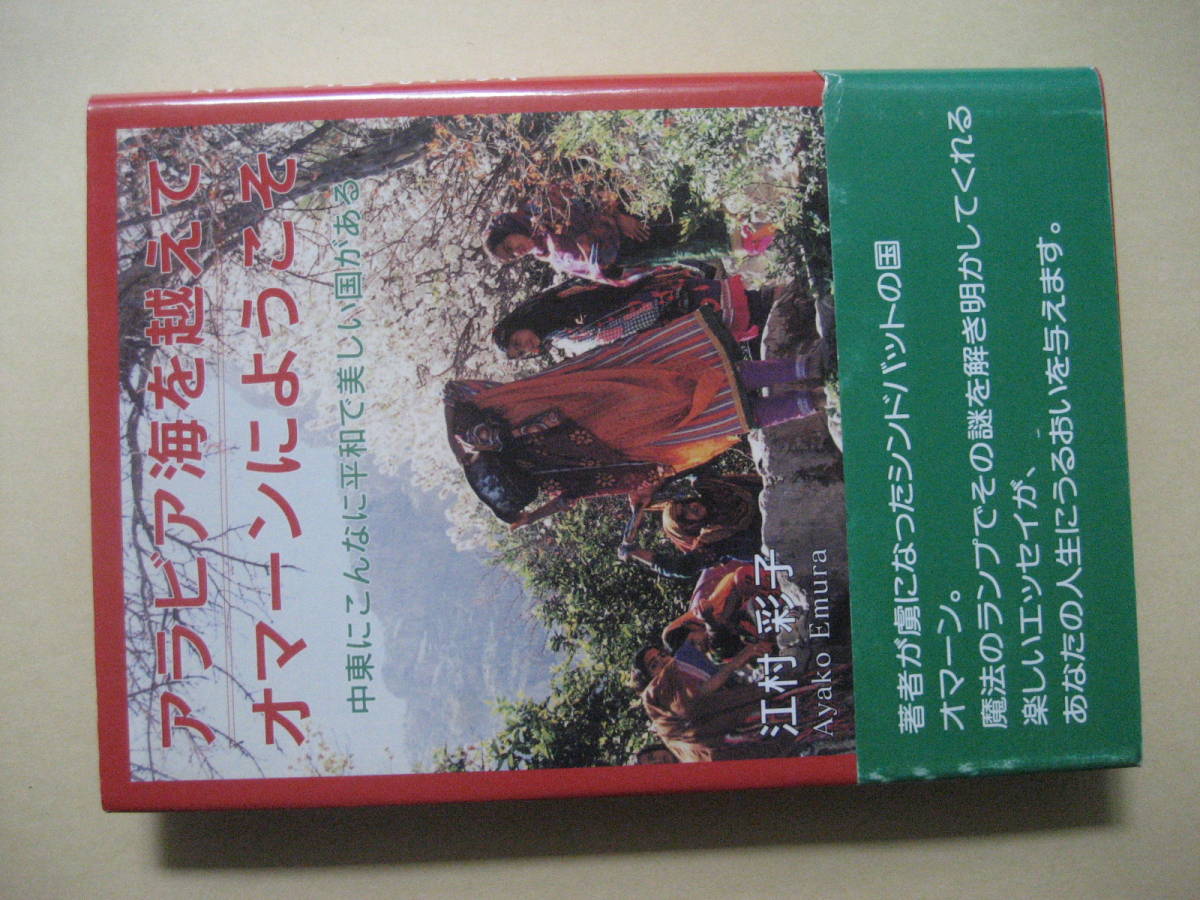 アラビア海を越えて
オマーンにようこそ
中東にこんなに平和で美しい国がある
江村 彩子
Ayako Emura
著者が虜になったシンドバットの国
オマーン。
魔法のランプでその謎を解き明かしてくれる
楽しいエッセイが、
あなたの人生にうるおいを与えます。